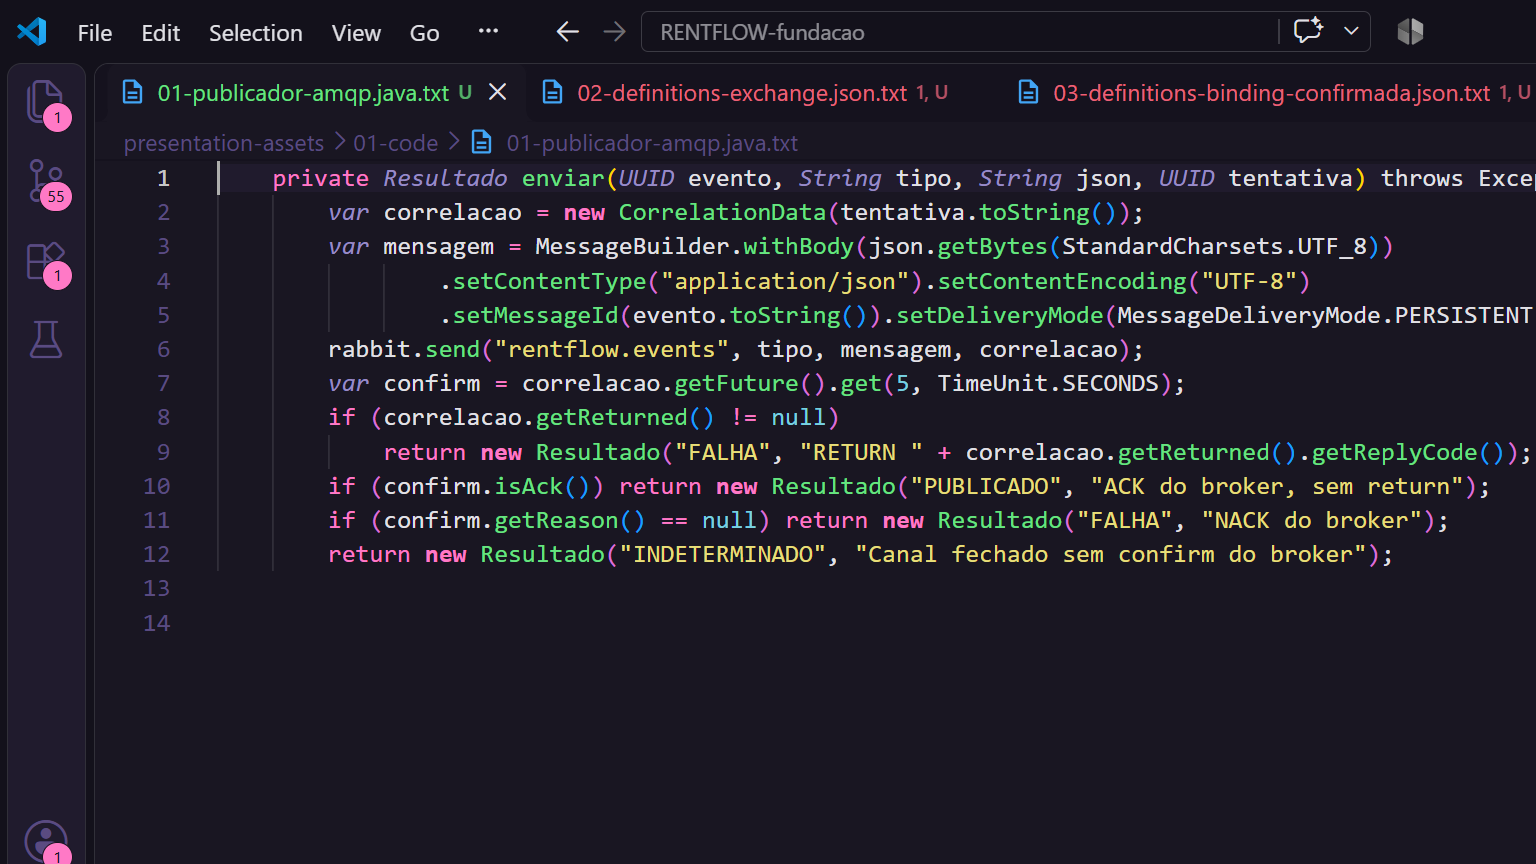 File Edit Selection View Go ··· RENTFLOW-fundacao
01-publicador-amqp.java.txt U 02-definitions-exchange.json.txt 1, U 03-definitions-binding-confirmada.json.txt 1, U
presentation-assets > 01-code > 01-publicador-amqp.java.txt
1
55
1
1
1 private Resultado enviar(UUID evento, String tipo, String json, UUID tentativa) throws Excep
2 var correlacao = new CorrelationData(tentativa.toString());
3 var mensagem = MessageBuilder.withBody(json.getBytes(StandardCharsets.UTF_8))
4 .setContentType("application/json").setContentEncoding("UTF-8")
5 .setMessageId(evento.toString()).setDeliveryMode(MessageDeliveryMode.PERSISTENT
6 rabbit.send("rentflow.events", tipo, mensagem, correlacao);
7 var confirm = correlacao.getFuture().get(5, TimeUnit.SECONDS);
8 if (correlacao.getReturned() != null)
9 return new Resultado("FALHA", "RETURN " + correlacao.getReturned().getReplyCode());
10 if (confirm.isAck()) return new Resultado("PUBLICADO", "ACK do broker, sem return");
11 if (confirm.getReason() == null) return new Resultado("FALHA", "NACK do broker");
12 return new Resultado("INDETERMINADO", "Canal fechado sem confirm do broker");
13
14